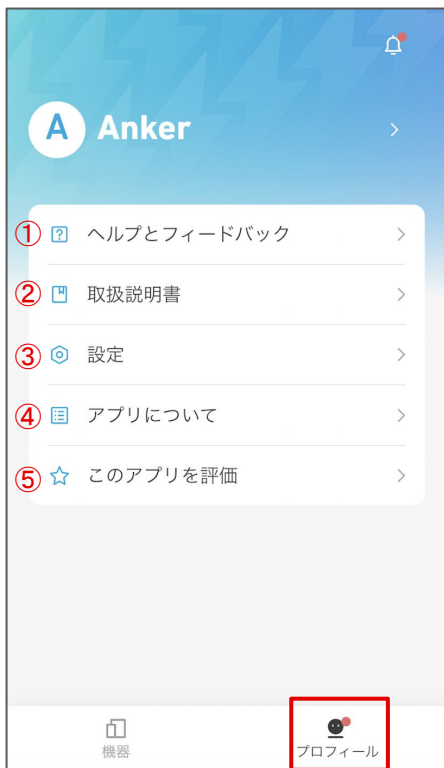 A Anker
① ヘルプとフィードバック
② 取扱説明書
③ 設定
④ アプリについて
⑤ このアプリを評価
機器 プロフィール